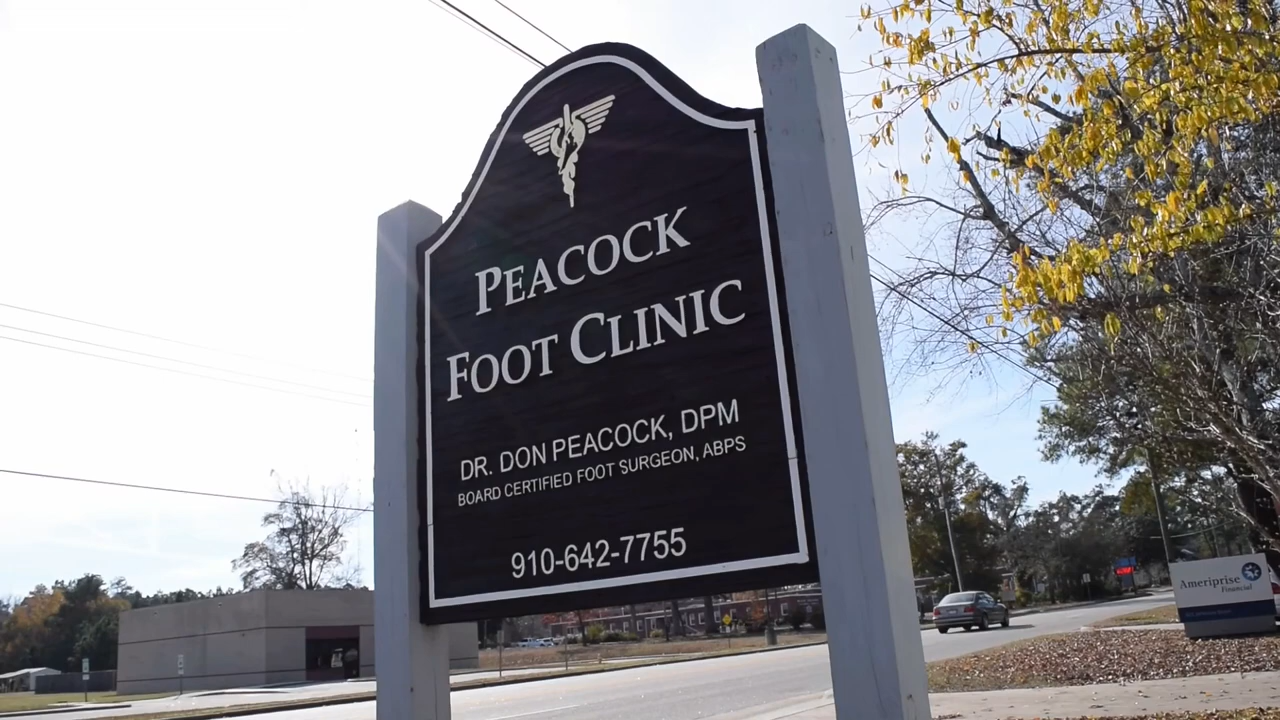 PEACOCK
FOOT CLINIC
DR. DON PEACOCK, DPM
BOARD CERTIFIED FOOT SURGEON, ABPS
910-642-7755
Ameriprise
Financial